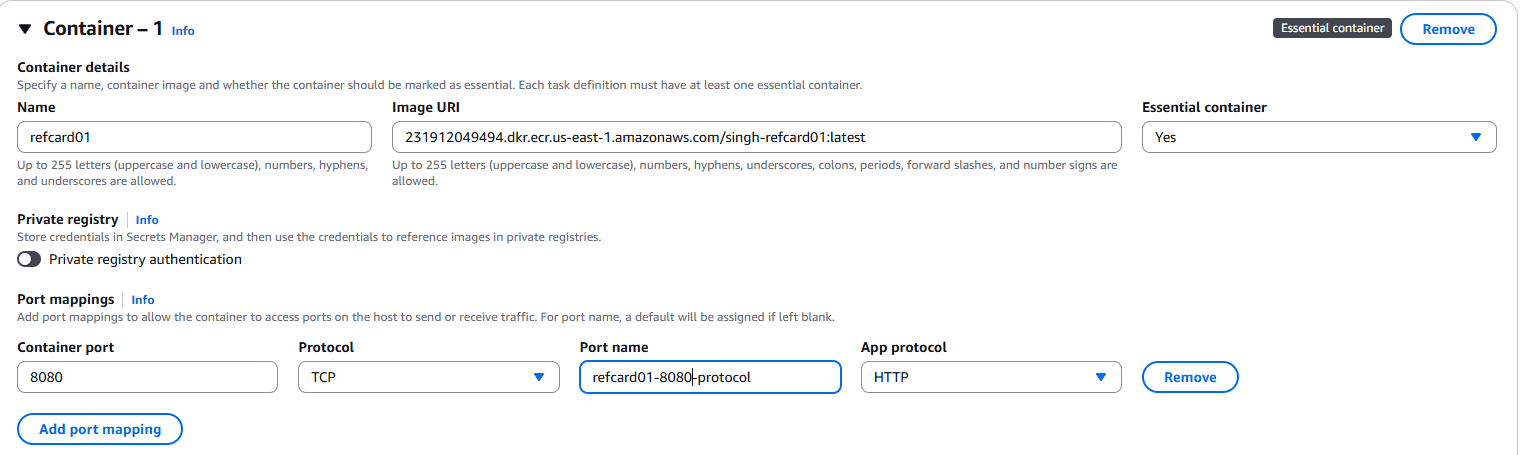 Container – 1 Info
Essential container
Remove
Container details
Specify a name, container image and whether the container should be marked as essential. Each task definition must have at least one essential container.
Name
Image URI
Essential container
refcard01
231912049494.dkr.ecr.us-east-1.amazonaws.com/singh-refcard01:latest
Yes
Up to 255 letters (uppercase and lowercase), numbers, hyphens,
and underscores are allowed.
Up to 255 letters (uppercase and lowercase), numbers, hyphens, underscores, colons, periods, forward slashes, and number signs are
allowed.
Private registry Info
Store credentials in Secrets Manager, and then use the credentials to reference images in private registries.
Private registry authentication
Port mappings Info
Add port mappings to allow the container to access ports on the host to send or receive traffic. For port name, a default will be assigned if left blank.
Container port
Protocol
Port name
App protocol
8080
TCP
refcard01-8080-protocol
HTTP
Remove
Add port mapping